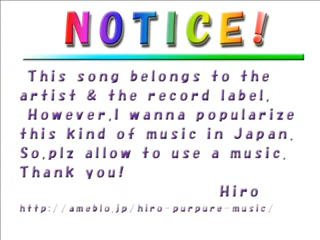 NOTICE!
This song belongs to the
artist & the record label.
However,I wanna popularize
this kind of music in Japan.
So,plz allow to use a music.
Thank you!
Hiro
http://ameblo.jp/hiro-purpure-music/